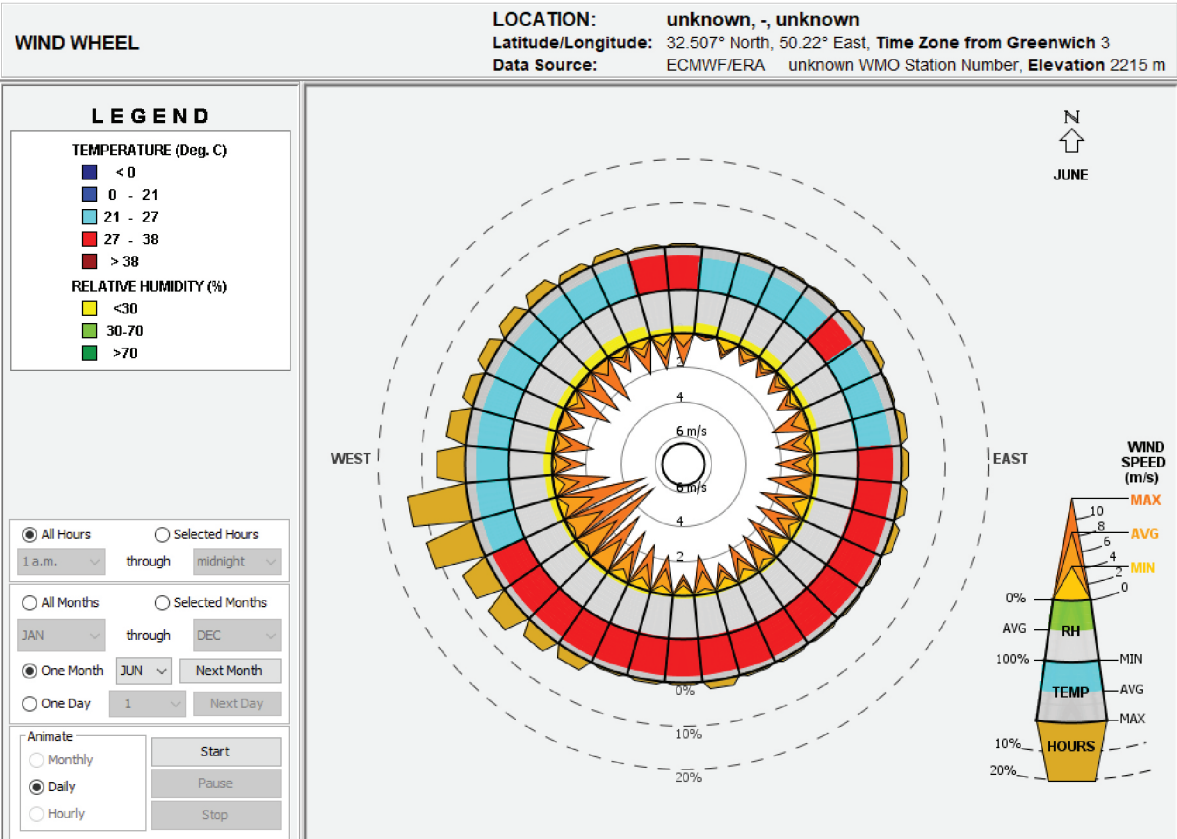 WIND WHEEL
LOCATION: unknown, -, unknown
Latitude/Longitude: 32.507° North, 50.22° East, Time Zone from Greenwich 3
Data Source: ECMWF/ERA unknown WMO Station Number, Elevation 2215 m
LEGEND
TEMPERATURE (Deg. C)
< 0
0 - 21
21 - 27
27 - 38
> 38
RELATIVE HUMIDITY (%)
<30
30-70
>70
All Hours Selected Hours
1 a.m. through midnight
All Months Selected Months
JAN through DEC
One Month JUN Next Month
One Day 1 Next Day
Animate
Monthly
Daily
Hourly
Start
Pause
Stop
N
JUNE
WEST
EAST
2
4
6 m/s
6 m/s
4
2
0%
10%
20%
WIND
SPEED
(m/s)
MAX
10
8
AVG
6
4
MIN
2
0
0%
AVG
RH
100%
MIN
TEMP
AVG
MAX
HOURS
10%
20%